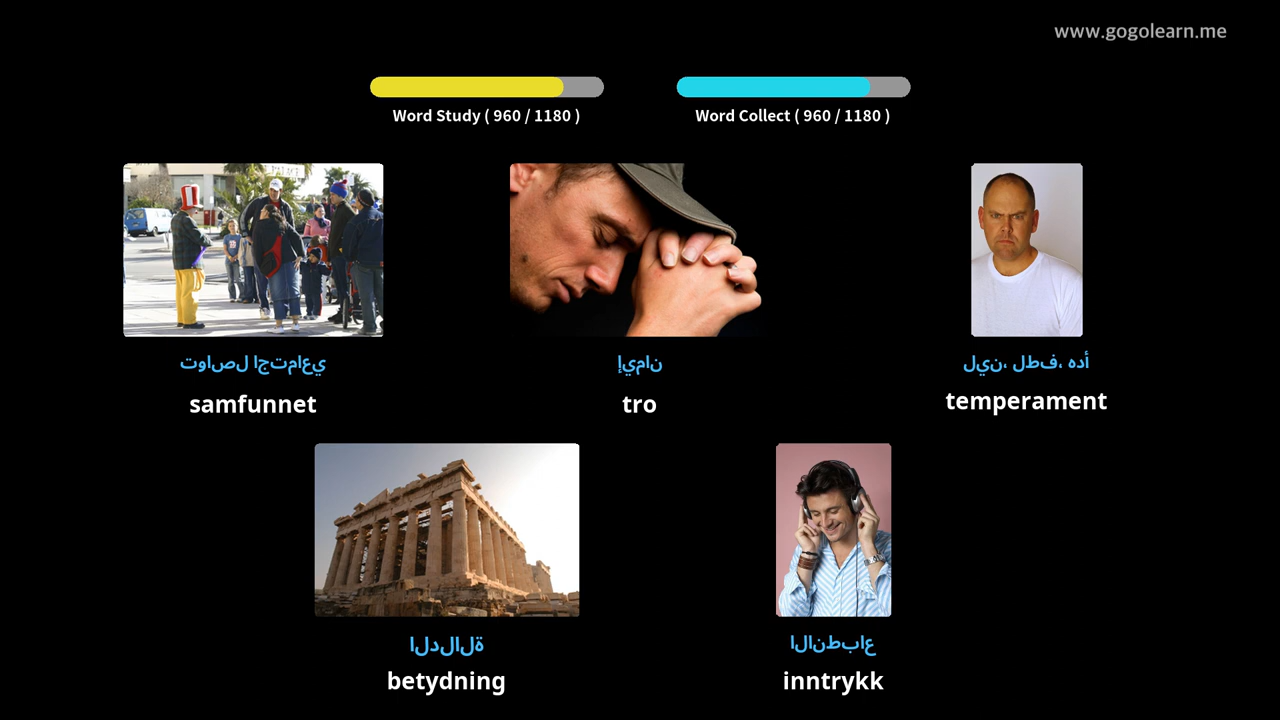 www.gogolearn.me
Word Study ( 960 / 1180 )
Word Collect ( 960 / 1180 )
تواصل اجتماعي
samfunnet
إيمان
tro
لين، لطف، هدأ
temperament
الدلالة
betydning
الانطباع
inntrykk